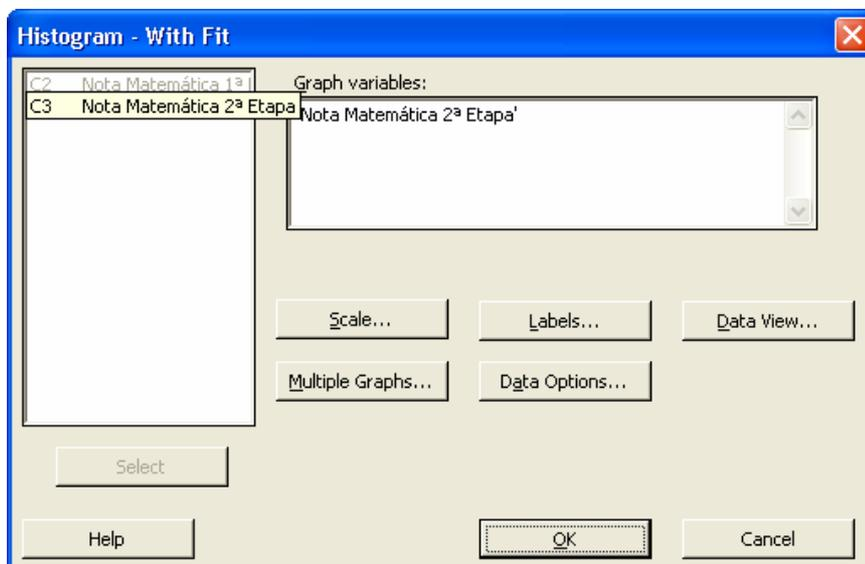 Histogram - With Fit
C2 Nota Matemática 1ª
C3 Nota Matemática 2ª Etapa
Graph variables:
Nota Matemática 2ª Etapa'
Scale...
Labels...
Data View...
Multiple Graphs...
Data Options...
Select
Help
OK
Cancel